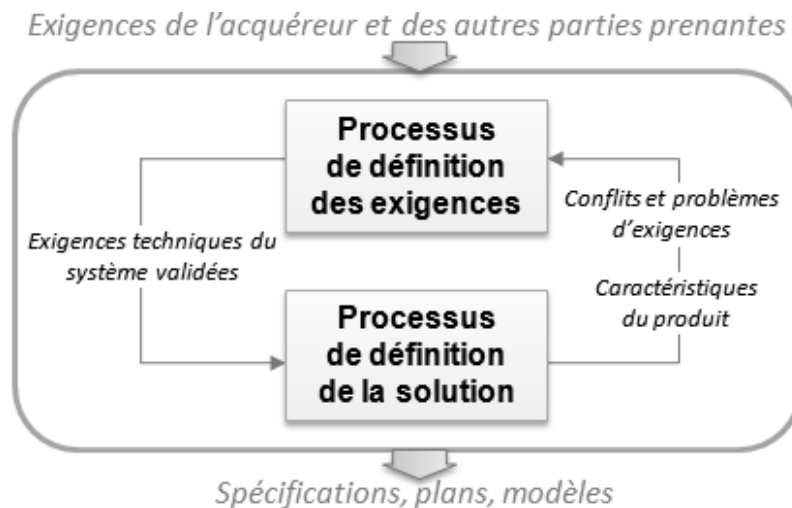 Exigences de l'acquéreur et des autres parties prenantes
Processus
de définition
des exigences
Exigences techniques du
système validées
Conflits et problèmes
d'exigences
Caractéristiques
du produit
Processus
de définition
de la solution
Spécifications, plans, modèles